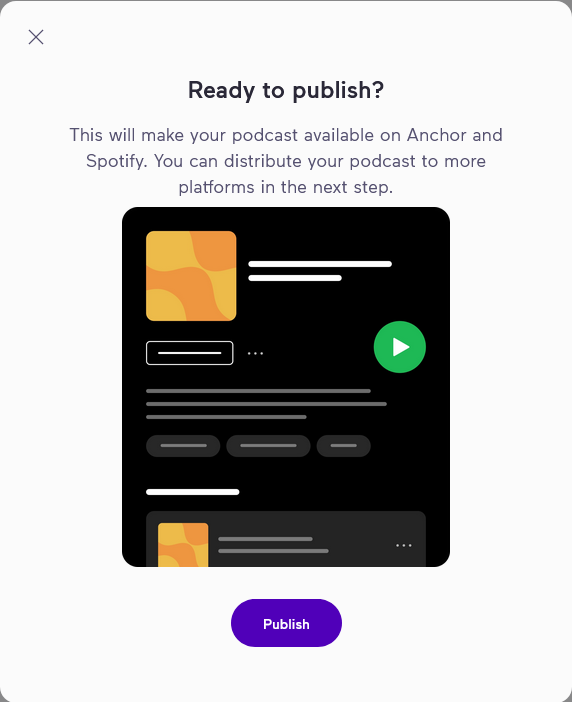 Ready to publish?
This will make your podcast available on Anchor and
Spotify. You can distribute your podcast to more
platforms in the next step.
Publish